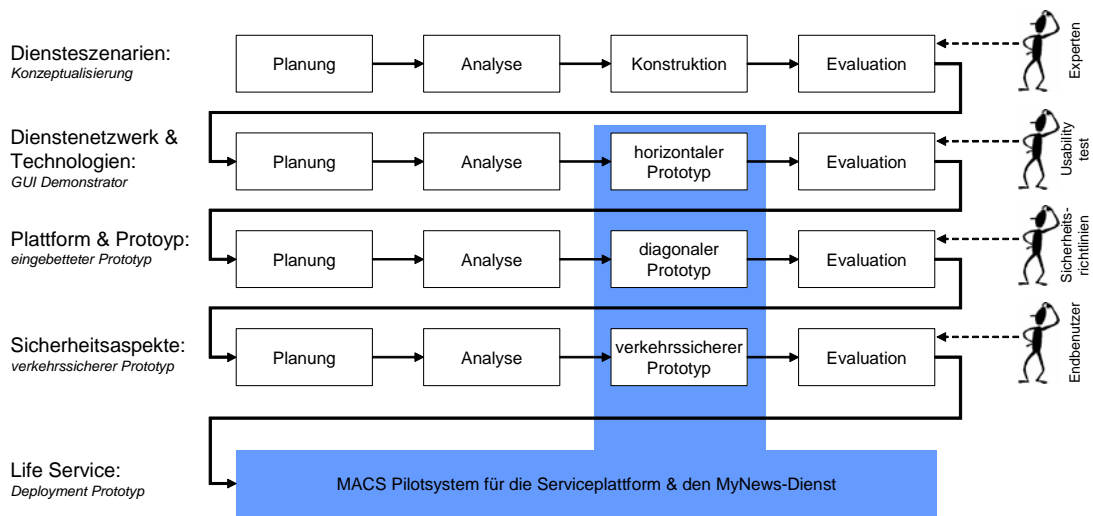 Diensteszenarien:
Konzeptualisierung
Planung
Analyse
Konstruktion
Evaluation
Experten
Dienstenetzwerk &
Technologien:
GUI Demonstrator
Planung
Analyse
horizontaler
Prototyp
Evaluation
Usability
test
Plattform & Protoyp:
eingebetteter Prototyp
Planung
Analyse
diagonaler
Prototyp
Evaluation
Sicherheits-
richtlinien
Sicherheitsaspekte:
verkehrssicherer Prototyp
Planung
Analyse
verkehrssicherer
Prototyp
Evaluation
Endbenutzer
Life Service:
Deployment Prototyp
MACS Pilotsystem für die Serviceplattform & den MyNews-Dienst